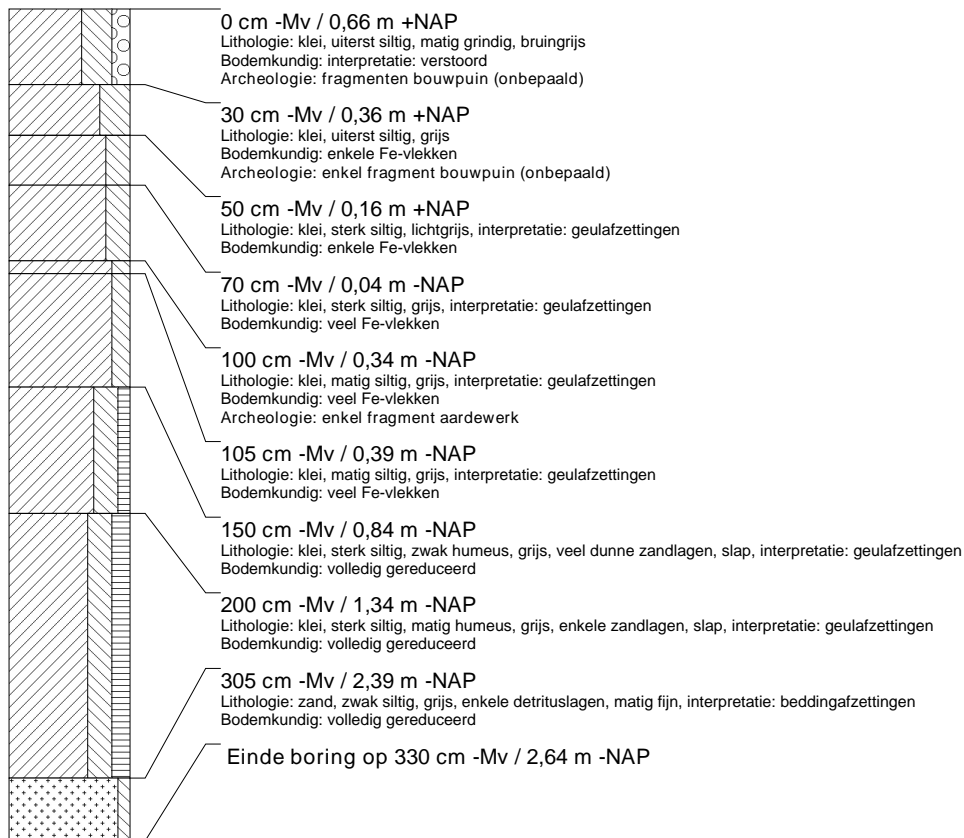 0 cm -Mv / 0,66 m +NAP
Lithologie: klei, uiterst siltig, matig grindig, bruingrijs
Bodemkundig: interpretatie: verstoord
Archeologie: fragmenten bouwpuin (onbepaald)
30 cm -Mv / 0,36 m +NAP
Lithologie: klei, uiterst siltig, grijs
Bodemkundig: enkele Fe-vlekken
Archeologie: enkel fragment bouwpuin (onbepaald)
50 cm -Mv / 0,16 m +NAP
Lithologie: klei, sterk siltig, lichtgrijs, interpretatie: geulafzettingen
Bodemkundig: enkele Fe-vlekken
70 cm -Mv / 0,04 m -NAP
Lithologie: klei, sterk siltig, grijs, interpretatie: geulafzettingen
Bodemkundig: veel Fe-vlekken
100 cm -Mv / 0,34 m -NAP
Lithologie: klei, matig siltig, grijs, interpretatie: geulafzettingen
Bodemkundig: veel Fe-vlekken
Archeologie: enkel fragment aardewerk
105 cm -Mv / 0,39 m -NAP
Lithologie: klei, matig siltig, grijs, interpretatie: geulafzettingen
Bodemkundig: veel Fe-vlekken
150 cm -Mv / 0,84 m -NAP
Lithologie: klei, sterk siltig, zwak humeus, grijs, veel dunne zandlagen, slap, interpretatie: geulafzettingen
Bodemkundig: volledig gereduceerd
200 cm -Mv / 1,34 m -NAP
Lithologie: klei, sterk siltig, matig humeus, grijs, enkele zandlagen, slap, interpretatie: geulafzettingen
Bodemkundig: volledig gereduceerd
305 cm -Mv / 2,39 m -NAP
Lithologie: zand, zwak siltig, grijs, enkele detrituslagen, matig fijn, interpretatie: beddingafzettingen
Bodemkundig: volledig gereduceerd
Einde boring op 330 cm -Mv / 2,64 m -NAP